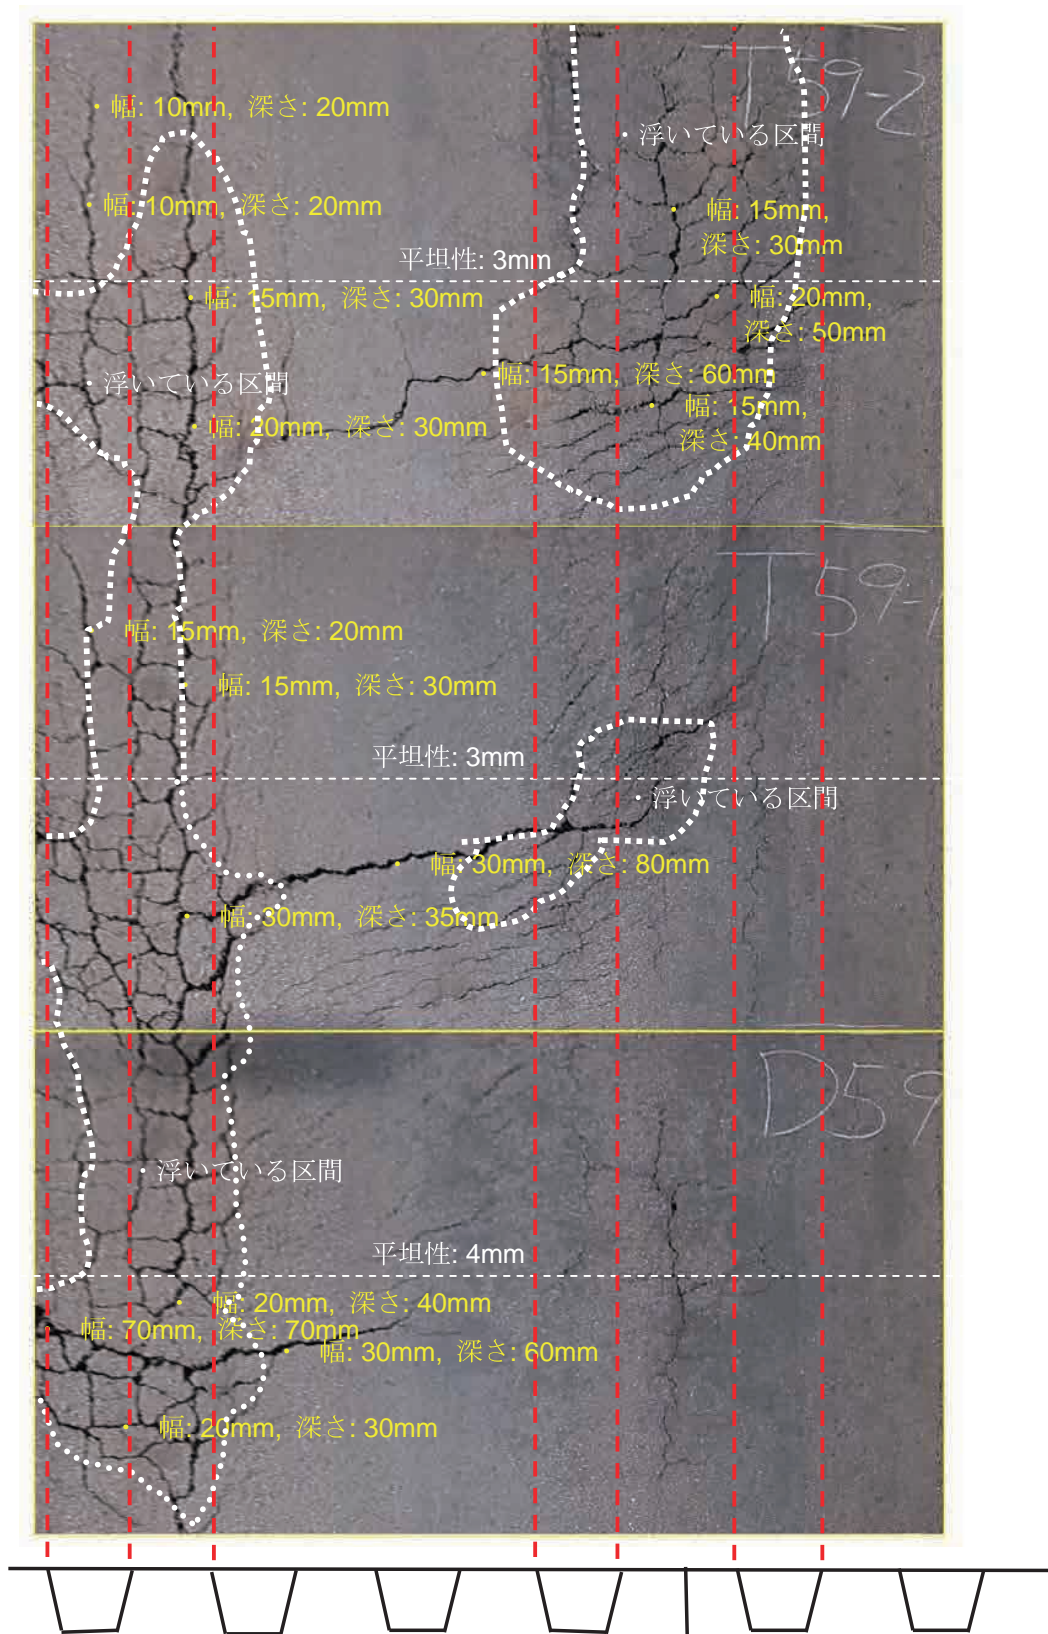 T59-2
・幅: 10mm, 深さ: 20mm
・浮いている区間
・幅: 10mm, 深さ: 20mm
・幅: 15mm,
深さ: 30mm
平坦性: 3mm
・幅: 15mm, 深さ: 30mm
・幅: 20mm,
深さ: 50mm
・浮いている区間
・幅: 15mm, 深さ: 60mm
・幅: 15mm,
深さ: 40mm
・幅: 20mm, 深さ: 30mm
T59-1
・幅: 15mm, 深さ: 20mm
・幅: 15mm, 深さ: 30mm
平坦性: 3mm
・浮いている区間
・幅: 30mm, 深さ: 80mm
・幅: 30mm, 深さ: 35mm
D59
・浮いている区間
平坦性: 4mm
・幅: 20mm, 深さ: 40mm
・幅: 70mm, 深さ: 70mm
・幅: 30mm, 深さ: 60mm
・幅: 20mm, 深さ: 30mm